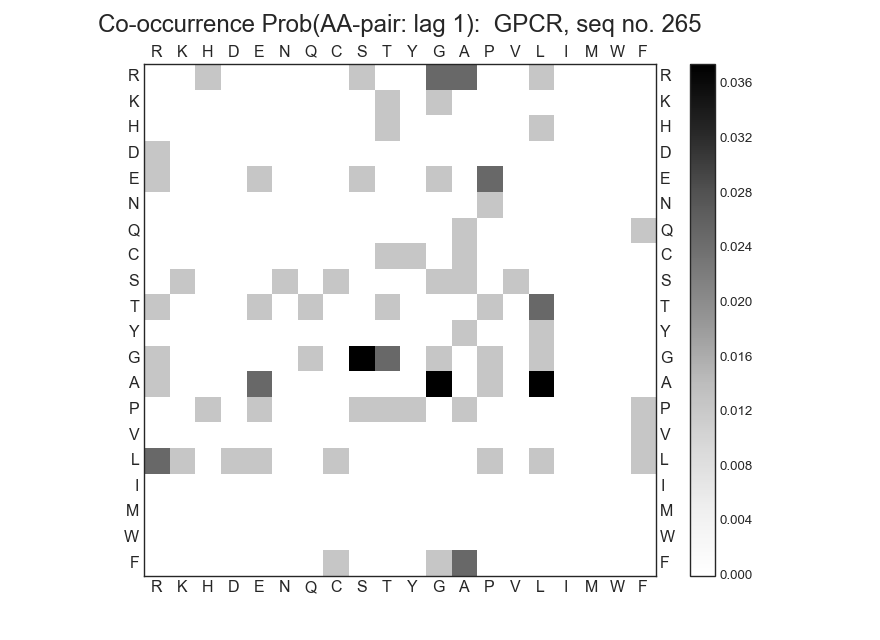 Co-occurrence Prob(AA-pair: lag 1):  GPCR, seq no. 265
R K H D E N Q C S T Y G A P V L I M W F
R R
K K
H H
D D
E E
N N
Q Q
C C
S S
T T
Y Y
G G
A A
P P
V V
L L
I I
M M
W W
F F
R K H D E N Q C S T Y G A P V L I M W F
0.036
0.032
0.028
0.024
0.020
0.016
0.012
0.008
0.004
0.000